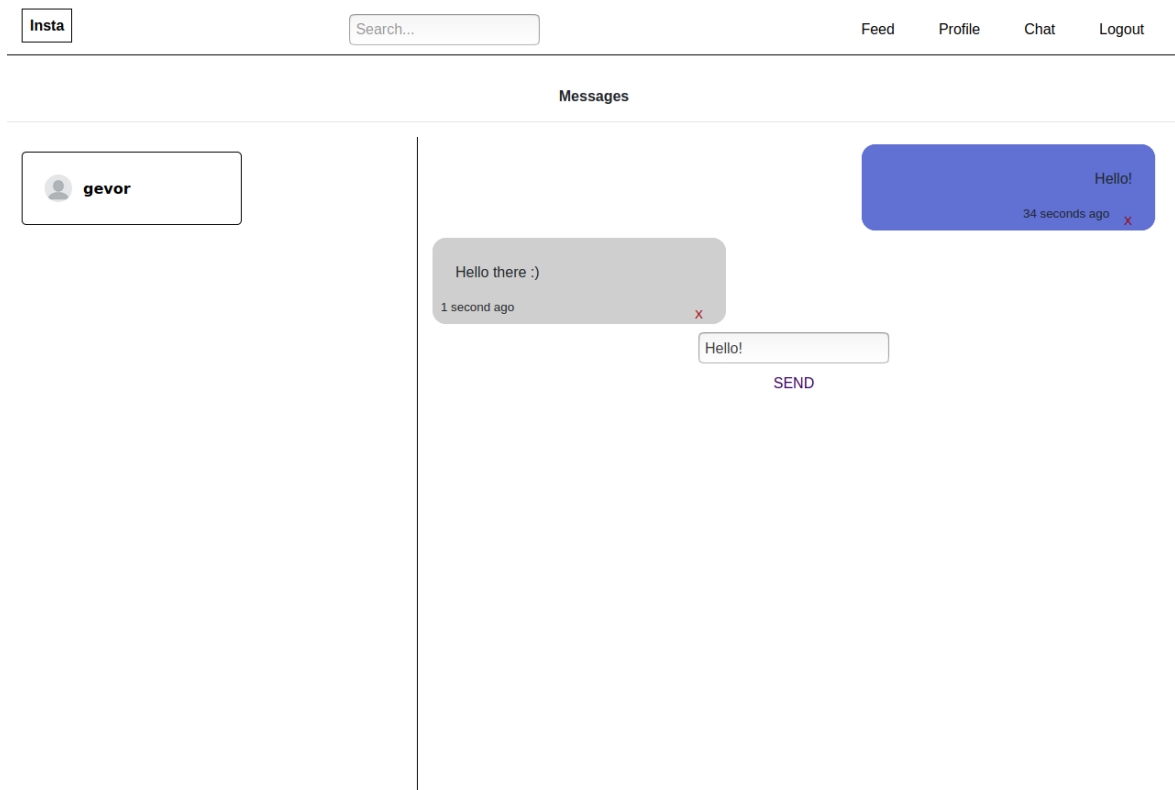 Insta
Search...
Feed Profile Chat Logout
Messages
gevor
Hello!
34 seconds ago x
Hello there :)
1 second ago x
Hello!
SEND